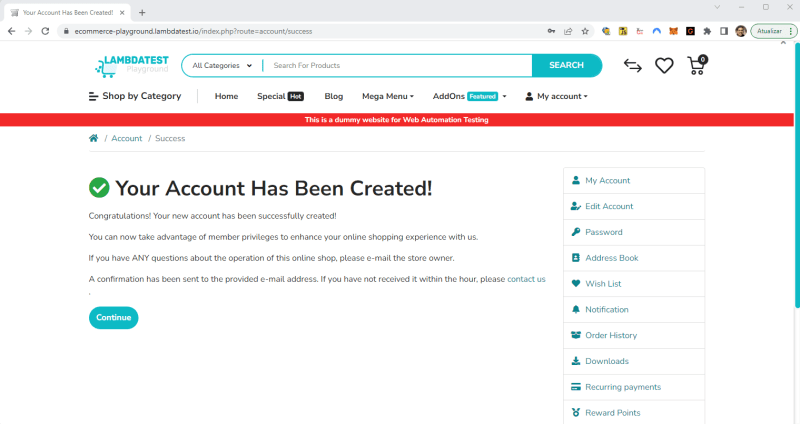 Your Account Has Been Created!
ecommerce-playground.lambdatest.io/index.php?route=account/success
Atualizar
LAMBDATEST
Playground
All Categories
Search For Products
SEARCH
0
Shop by Category
Home
Special Hot
Blog
Mega Menu
AddOns Featured
My account
This is a dummy website for Web Automation Testing
/ Account / Success
Your Account Has Been Created!
Congratulations! Your new account has been successfully created!
You can now take advantage of member privileges to enhance your online shopping experience with us.
If you have ANY questions about the operation of this online shop, please e-mail the store owner.
A confirmation has been sent to the provided e-mail address. If you have not received it within the hour, please contact us
.
Continue
My Account
Edit Account
Password
Address Book
Wish List
Notification
Order History
Downloads
Recurring payments
Reward Points